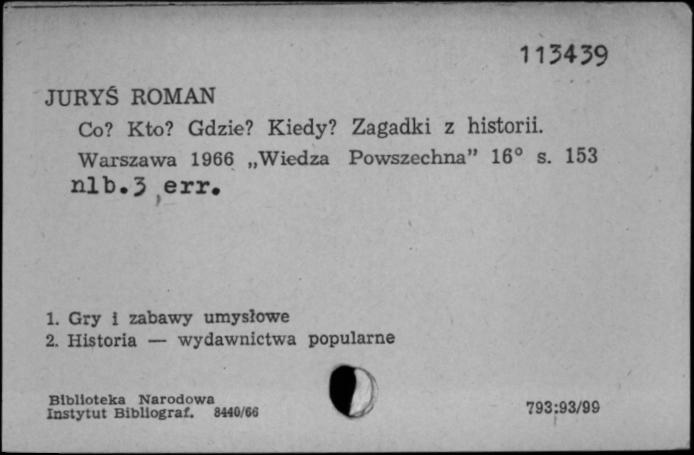 113439
JURYŚ ROMAN
Co? Kto? Gdzie? Kiedy? Zagadki z historii.
Warszawa 1966 „Wiedza Powszechna” 16° s. 153
nlb.3, err.
1. Gry i zabawy umysłowe
2. Historia — wydawnictwa popularne
Biblioteka Narodowa
Instytut Bibliograf. 8440/66
793:93/99